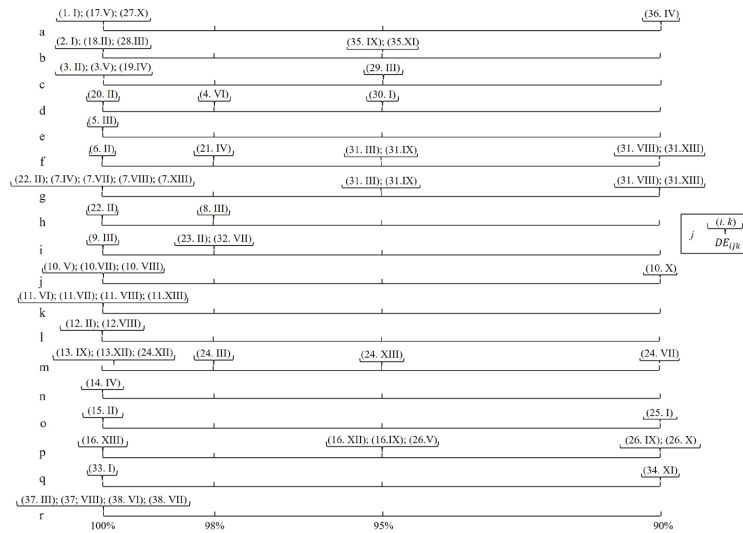 (1. I); (17.V); (27.X) (36. IV)
a
(2. I); (18.II); (28.III) (35. IX); (35.XI)
b
(3. II); (3.V); (19.IV) (29. III)
c
(20. II) (4. VI) (30. I)
d
(5. III)
e
(6. II) (21. IV) (31. III); (31.IX) (31. VIII); (31.XIII)
f
(22. II); (7.IV); (7.VII); (7.VIII); (7.XIII) (31. III); (31.IX) (31. VIII); (31.XIII)
g
(22. II) (8. III)
h
j (i. k)
DEijk
(9. III) (23. II); (32. VII)
i
(10. V); (10.VII); (10. VIII) (10. X)
j
(11. VI); (11.VII); (11. VIII); (11.XIII)
k
(12. II); (12.VIII)
l
(13. IX); (13.XII); (24.XII) (24. III) (24. XIII) (24. VII)
m
(14. IV)
n
(15. II) (25. I)
o
(16. XIII) (16. XII); (16.IX); (26.V) (26. IX); (26. X)
p
(33. I) (34. XI)
q
(37. III); (37; VIII); (38. VI); (38. VII)
r
100% 98% 95% 90%